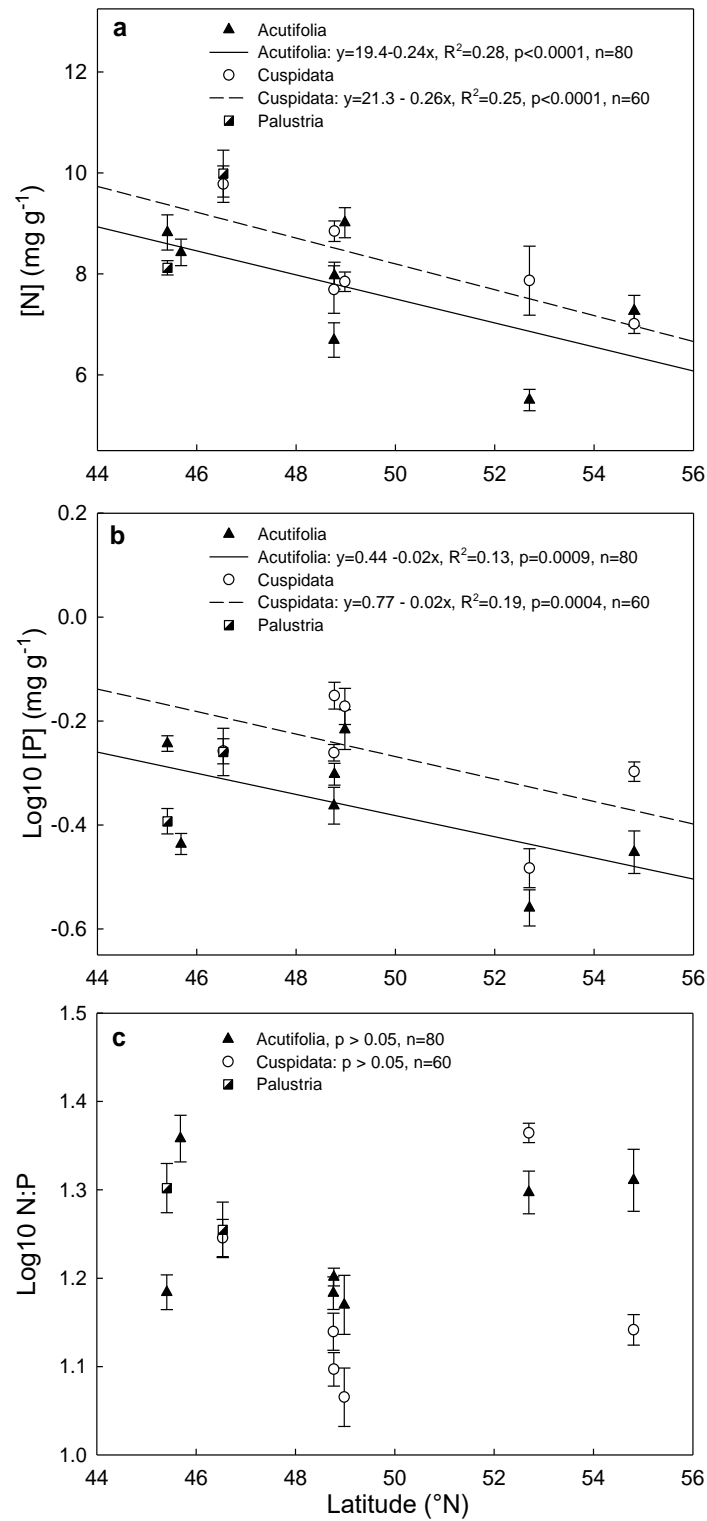 a
Acutifolia
Acutifolia: y=19.4-0.24x, R²=0.28, p<0.0001, n=80
Cuspidata
Cuspidata: y=21.3 - 0.26x, R²=0.25, p<0.0001, n=60
Palustria
12
10
8
6
[N] (mg g⁻¹)
44 46 48 50 52 54 56
b
Acutifolia
Acutifolia: y=0.44 -0.02x, R²=0.13, p=0.0009, n=80
Cuspidata
Cuspidata: y=0.77 - 0.02x, R²=0.19, p=0.0004, n=60
Palustria
0.2
0.0
-0.2
-0.4
-0.6
Log10 [P] (mg g⁻¹)
44 46 48 50 52 54 56
c
Acutifolia, p > 0.05, n=80
Cuspidata: p > 0.05, n=60
Palustria
1.5
1.4
1.3
1.2
1.1
1.0
Log10 N:P
44 46 48 50 52 54 56
Latitude (°N)